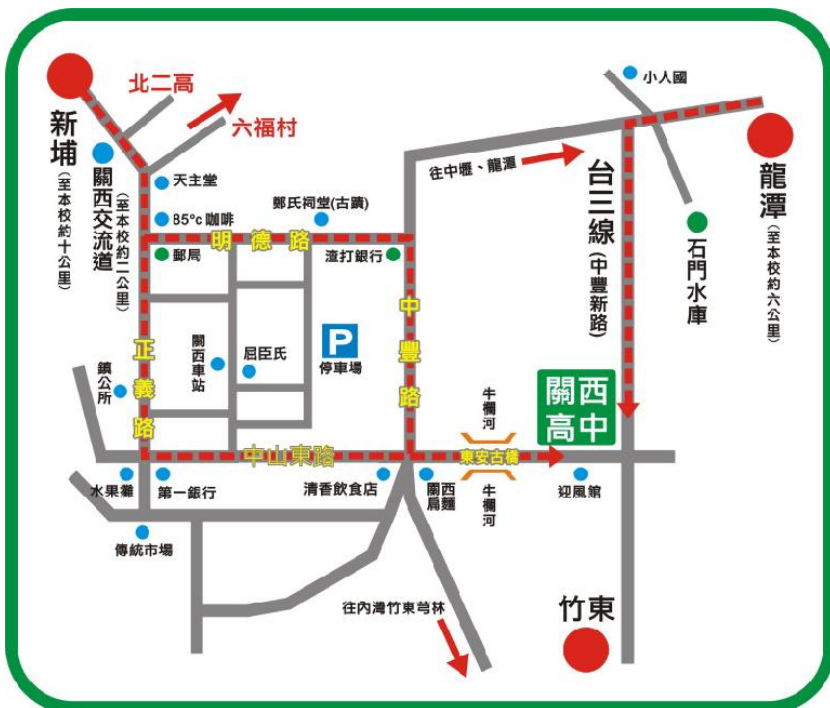 北二高
六福村
新埔
(至本校約十公里)
關西交流道
(至本校約二公里)
天主堂
85°c 咖啡
郵局
鄭氏祠堂(古蹟)
明德路
渣打銀行
往中壢、龍潭
小人國
台三線
(中豐新路)
石門水庫
龍潭
(至本校約六公里)
正義路
鎮公所
關西車站
屈臣氏
P
停車場
中豐路
牛欄河
關西
高中
中山東路
東安古橋
水果攤
第一銀行
清香飲食店
關西
扁麵
牛欄河
迎風館
傳統市場
往內灣竹東芎林
竹東